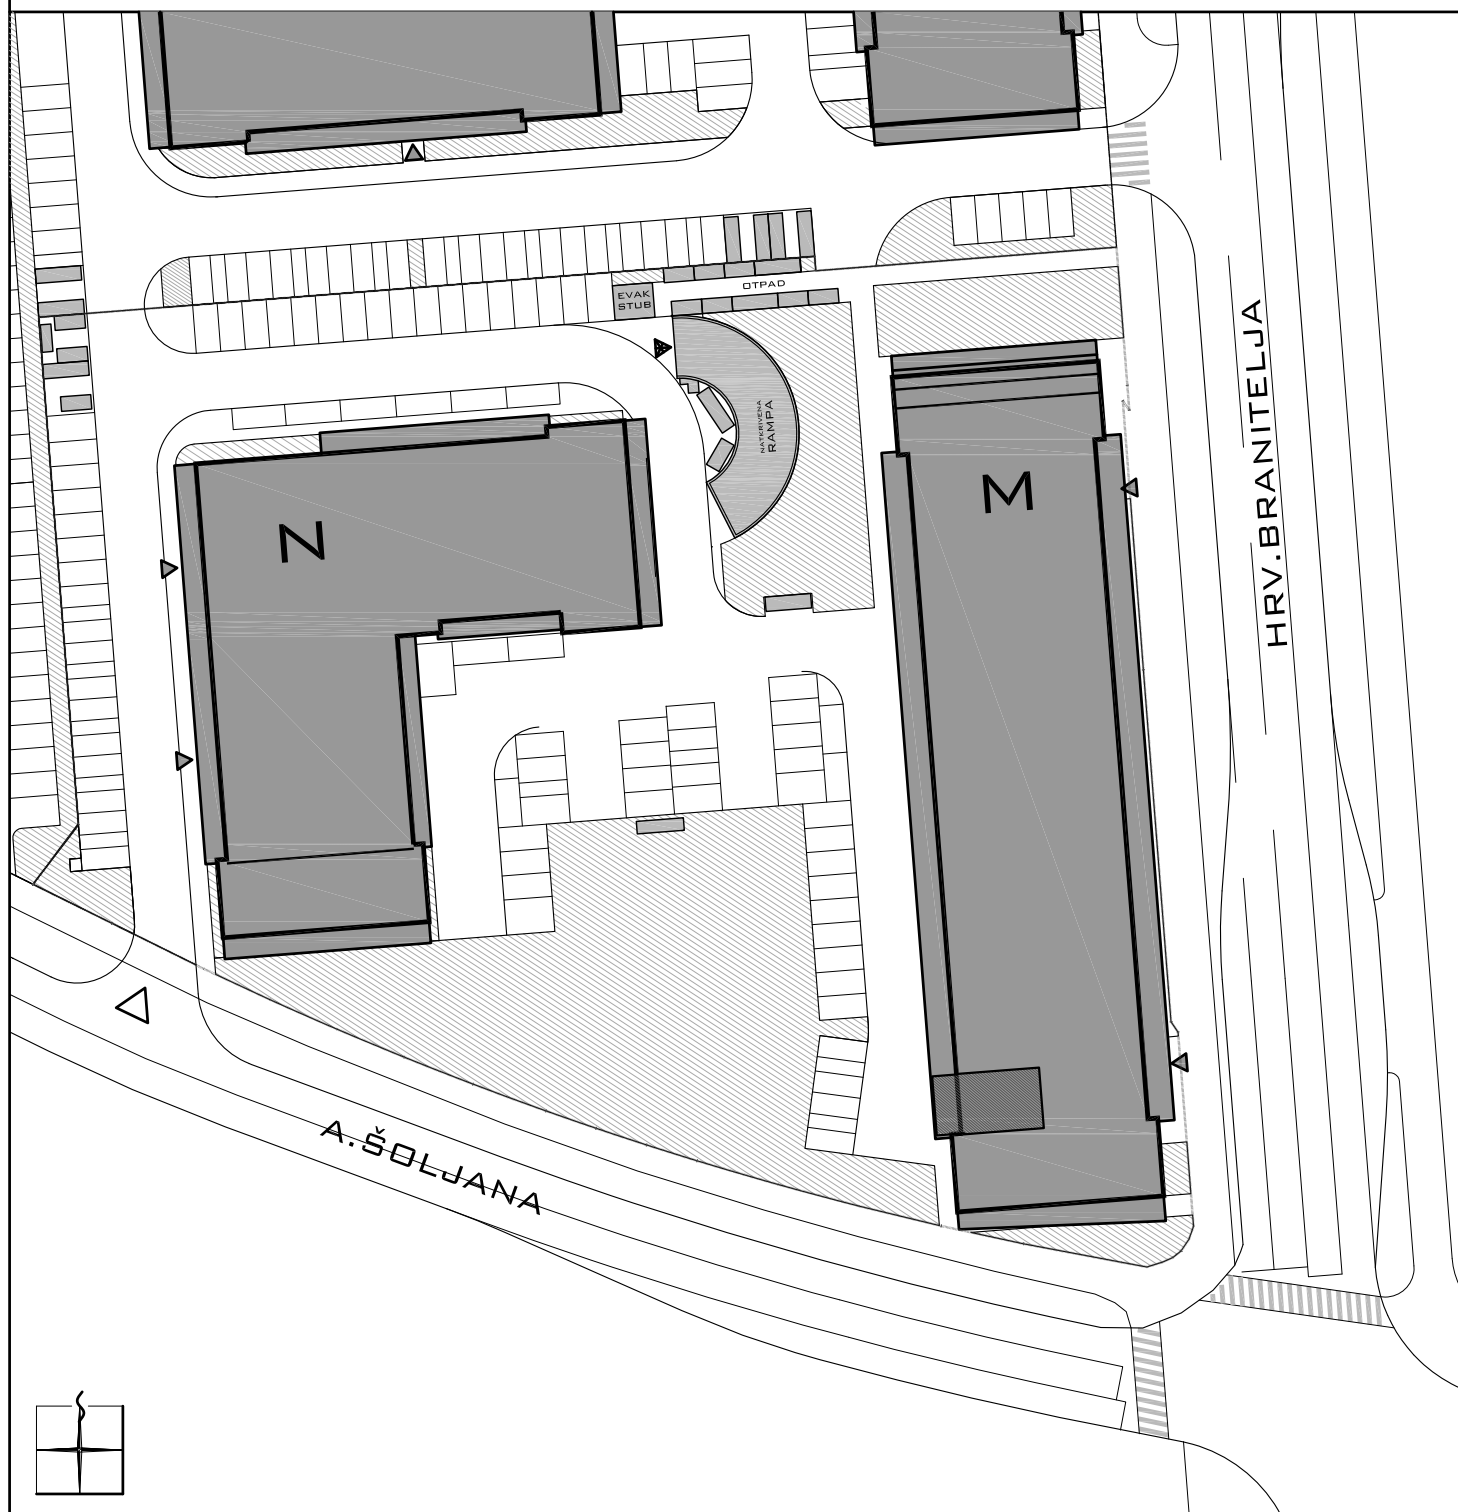 OTPAD
EVAK
STUB
NATKRIVENA
RAMPA
HRV.BRANITELJA
M
N
A.ŠOLJANA